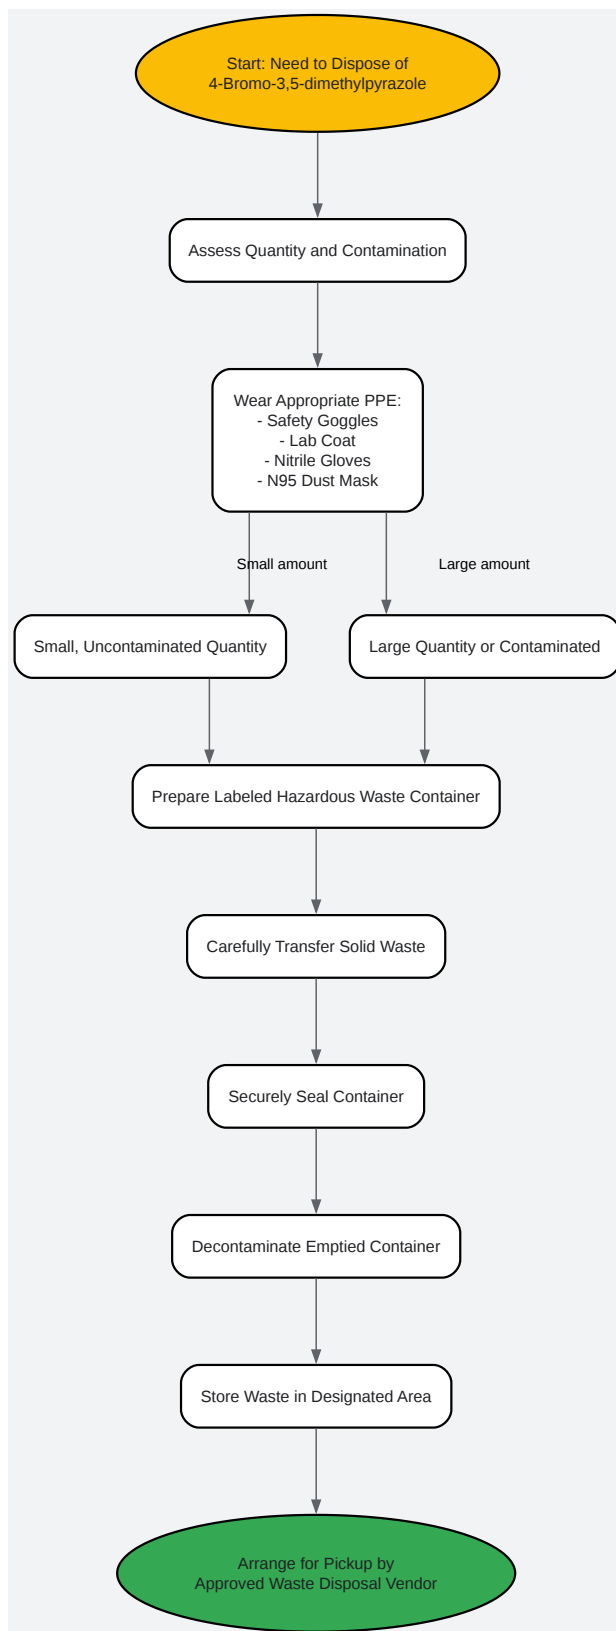 Start: Need to Dispose of
4-Bromo-3,5-dimethylpyrazole
Assess Quantity and Contamination
Wear Appropriate PPE:
- Safety Goggles
- Lab Coat
- Nitrile Gloves
- N95 Dust Mask
Small amount
Large amount
Small, Uncontaminated Quantity
Large Quantity or Contaminated
Prepare Labeled Hazardous Waste Container
Carefully Transfer Solid Waste
Securely Seal Container
Decontaminate Emptied Container
Store Waste in Designated Area
Arrange for Pickup by
Approved Waste Disposal Vendor